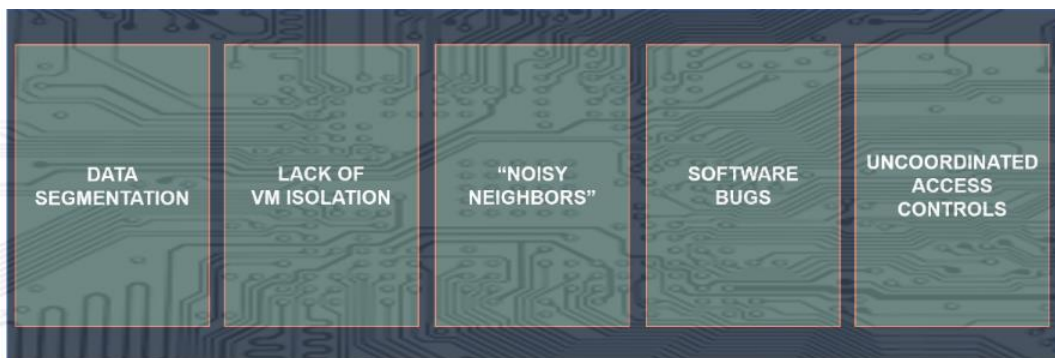 DATA
SEGMENTATION
LACK OF
VM ISOLATION
“NOISY
NEIGHBORS”
SOFTWARE
BUGS
UNCOORDINATED
ACCESS
CONTROLS